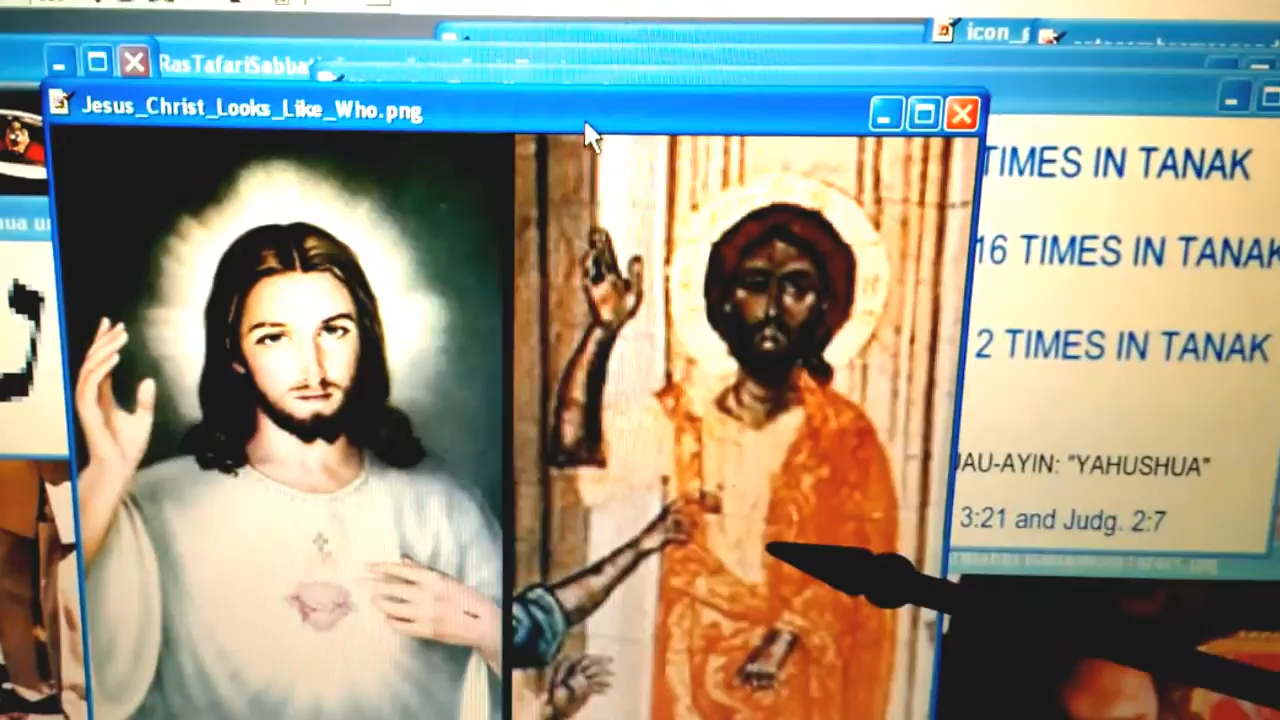 icon_
RasTafariSabba
Jesus_Christ_Looks_Like_Who.png
TIMES IN TANAK
16 TIMES IN TANAK
2 TIMES IN TANAK
AU-AYIN: "YAHUSHUA"
3:21 and Judg. 2:7